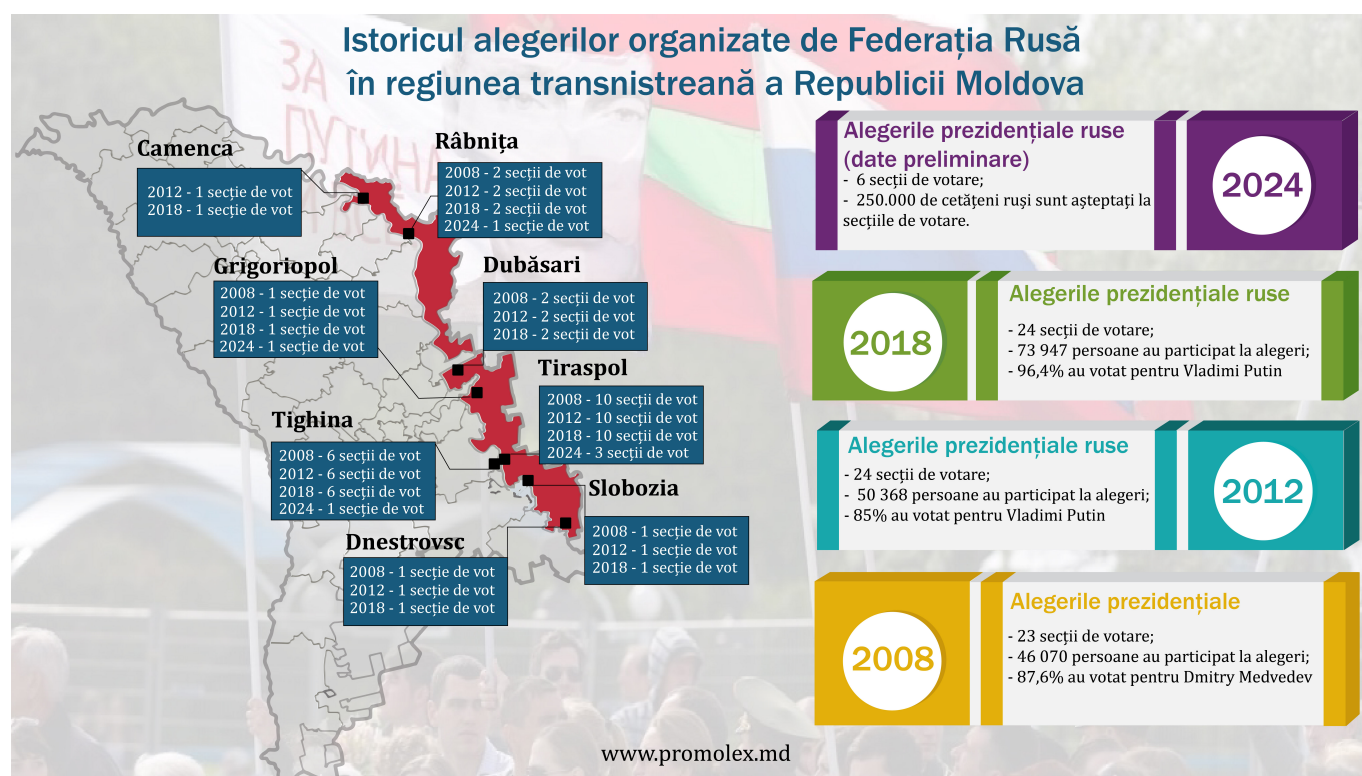 Istoricul alegerilor organizate de Federația Rusă
în regiunea transnistreană a Republicii Moldova
ЗА
ПУТИНА
Camenca
2012 - 1 secție de vot
2018 - 1 secție de vot
Râbnița
2008 - 2 secții de vot
2012 - 2 secții de vot
2018 - 2 secții de vot
2024 - 1 secție de vot
Grigoriopol
2008 - 1 secție de vot
2012 - 1 secție de vot
2018 - 1 secție de vot
2024 - 1 secție de vot
Dubăsari
2008 - 2 secții de vot
2012 - 2 secții de vot
2018 - 2 secții de vot
Tiraspol
2008 - 10 secții de vot
2012 - 10 secții de vot
2018 - 10 secții de vot
2024 - 3 secții de vot
Tighina
2008 - 6 secții de vot
2012 - 6 secții de vot
2018 - 6 secții de vot
2024 - 1 secție de vot
Slobozia
2008 - 1 secție de vot
2012 - 1 secție de vot
2018 - 1 secție de vot
Dnestrovsc
2008 - 1 secție de vot
2012 - 1 secție de vot
2018 - 1 secție de vot
Alegerile prezidențiale ruse
(date preliminare)
- 6 secții de votare;
- 250.000 de cetățeni ruși sunt așteptați la
secțiile de votare.
2024
2018
Alegerile prezidențiale ruse
- 24 secții de votare;
- 73 947 persoane au participat la alegeri;
- 96,4% au votat pentru Vladimi Putin
Alegerile prezidențiale ruse
- 24 secții de votare;
- 50 368 persoane au participat la alegeri;
- 85% au votat pentru Vladimi Putin
2012
2008
Alegerile prezidențiale
- 23 secții de votare;
- 46 070 persoane au participat la alegeri;
- 87,6% au votat pentru Dmitry Medvedev
www.promolex.md